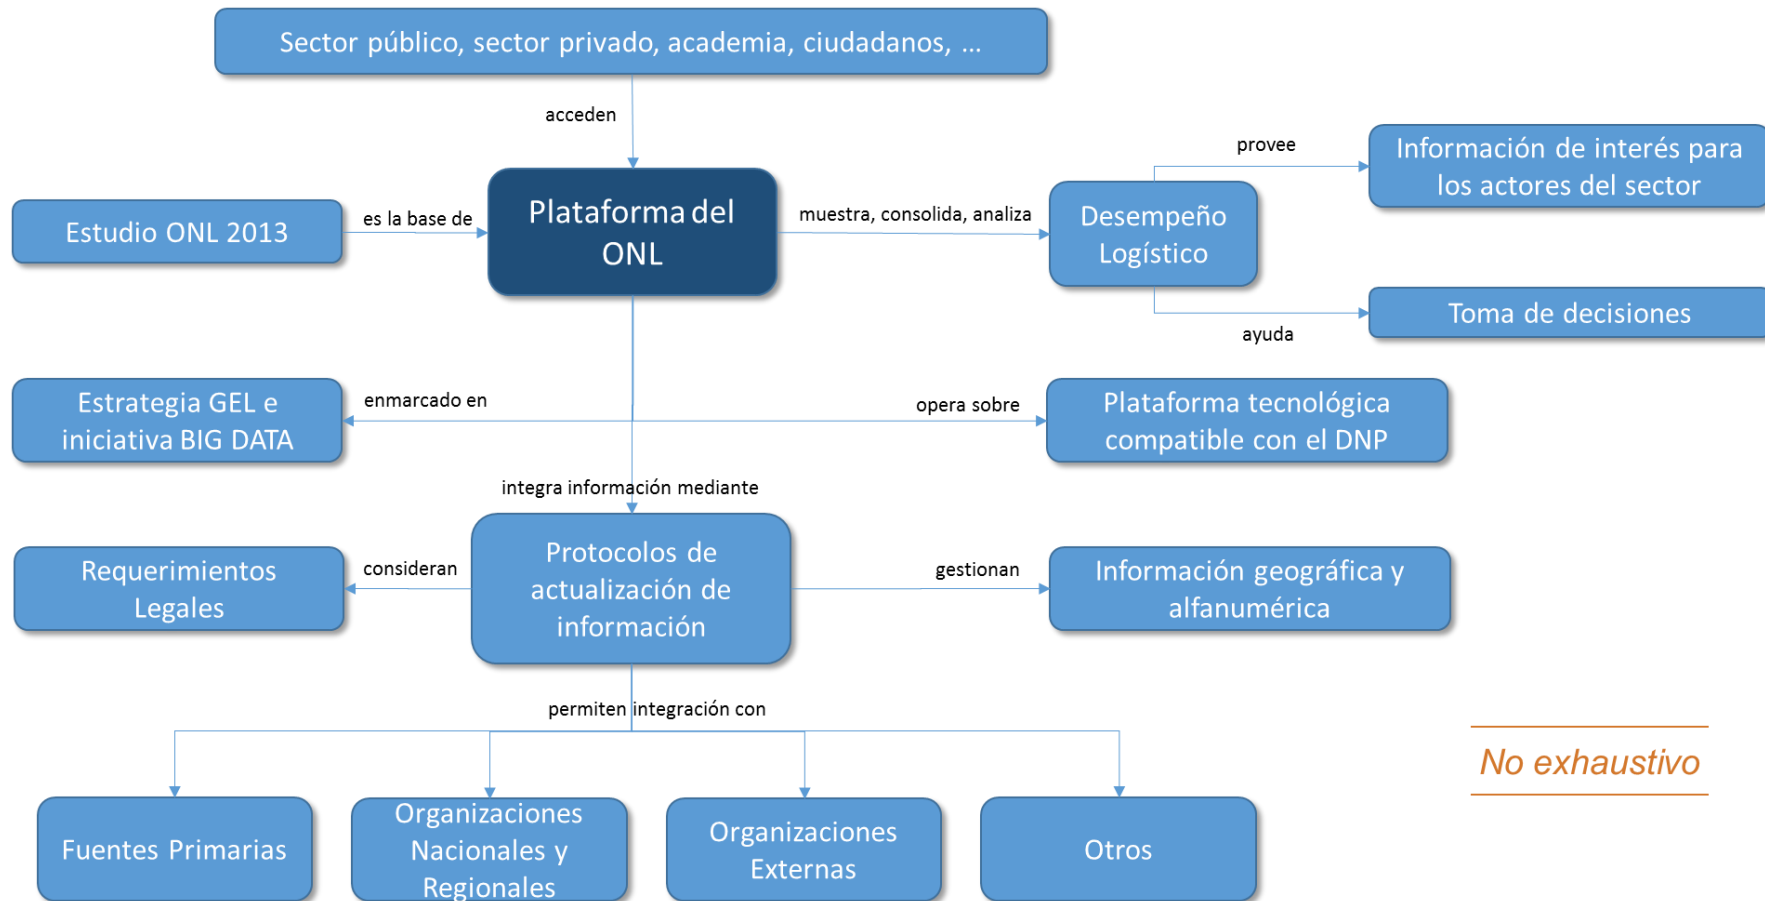 Sector público, sector privado, academia, ciudadanos, ...
acceden
provee
Información de interés para
los actores del sector
Estudio ONL 2013
es la base de
Plataforma del
ONL
muestra, consolida, analiza
Desempeño
Logístico
ayuda
Toma de decisiones
Estrategia GEL e
iniciativa BIG DATA
enmarcado en
opera sobre
Plataforma tecnológica
compatible con el DNP
integra información mediante
Requerimientos
Legales
consideran
Protocolos de
actualización de
información
gestionan
Información geográfica y
alfanumérica
permiten integración con
No exhaustivo
Fuentes Primarias
Organizaciones
Nacionales y
Regionales
Organizaciones
Externas
Otros